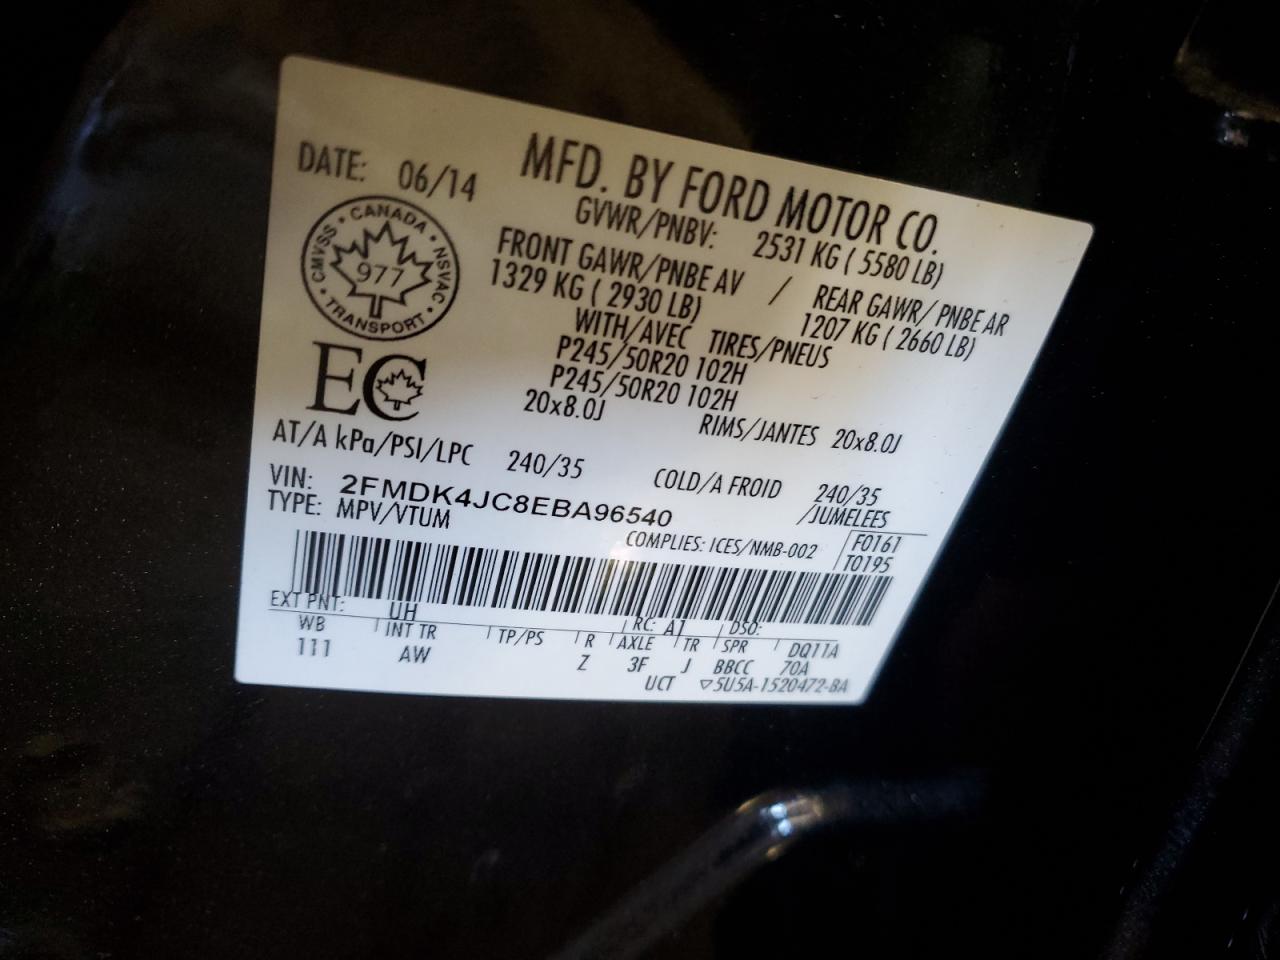 DATE: 06/14
MFD. BY FORD MOTOR CO.
GVWR/PNBV: 2531 KG ( 5580 LB)
FRONT GAWR/PNBE AV / REAR GAWR/ PNBE AR
1329 KG ( 2930 LB) 1207 KG ( 2660 LB)
WITH/AVEC TIRES/PNEUS
P245/50R20 102H
P245/50R20 102H
20x8.0J RIMS/JANTES 20x8.0J
CANADA • NSVAC • TRANSPORT • CMVSS
977
EC
AT/A kPa/PSI/LPC 240/35 COLD/A FROID 240/35
/JUMELEES
VIN: 2FMDK4JC8EBA96540
TYPE: MPV/VTUM
COMPLIES: ICES/NMB-002
F0161
T0195
EXT PNT: UH RC: A1 DSO:
WB INT TR TP/PS R AXLE TR SPR DQ11A
111 AW Z 3F J BBCC 70A
UCT ▽5U5A-1520472-BA